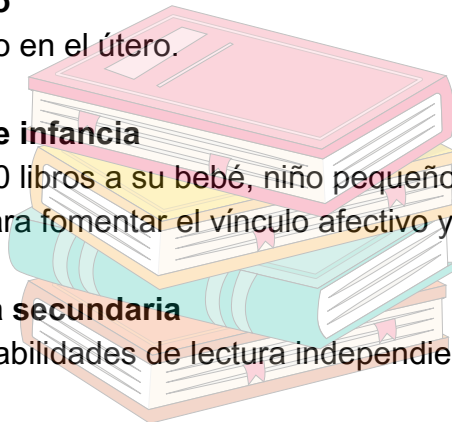 o en el útero.
e infancia
0 libros a su bebé, niño pequeño
ara fomentar el vínculo afectivo y
a secundaria
abilidades de lectura independie